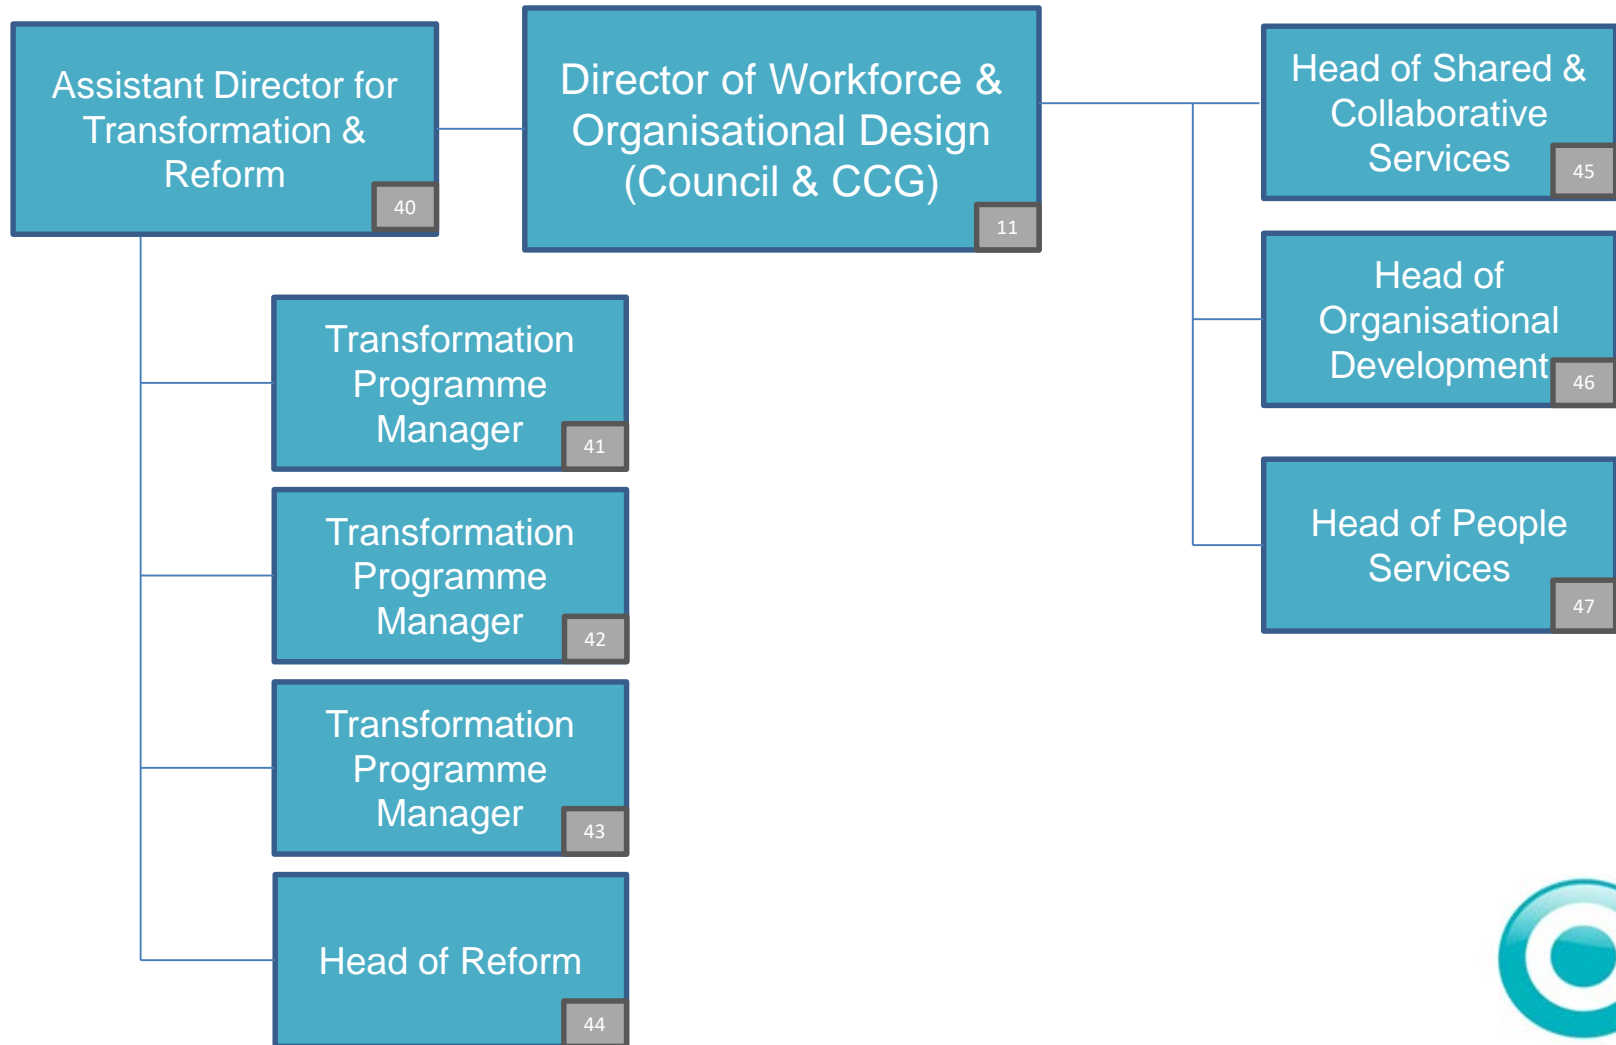 Assistant Director for
Transformation &
Reform
40
Director of Workforce &
Organisational Design
(Council & CCG)
11
Head of Shared &
Collaborative
Services
45
Head of
Organisational
Development
46
Head of People
Services
47
Transformation
Programme
Manager
41
Transformation
Programme
Manager
42
Transformation
Programme
Manager
43
Head of Reform
44